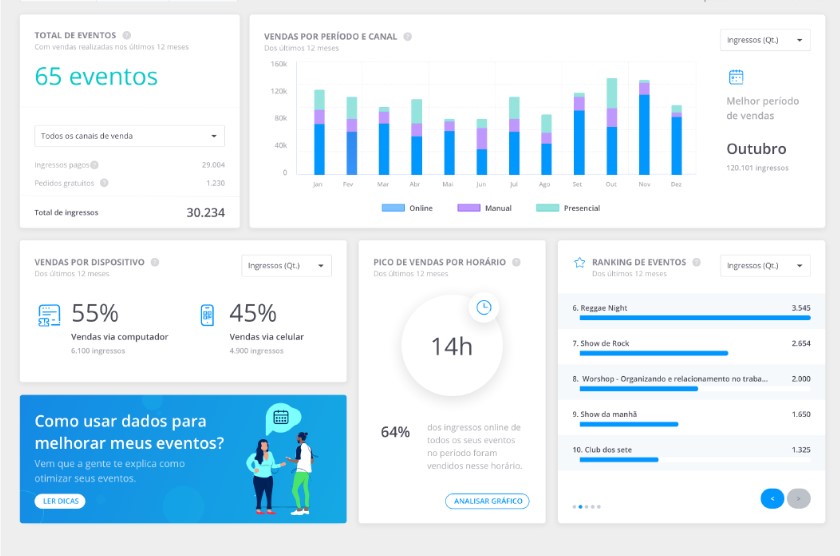 TOTAL DE EVENTOS ?
Com vendas realizadas nos últimos 12 meses
65 eventos
Todos os canais de venda
Ingressos pagos ? 29.004
Pedidos gratuitos ? 1.230
Total de ingressos 30.234
VENDAS POR PERÍODO E CANAL ?
Dos últimos 12 meses
Ingressos (Qt.)
160k
120k
80k
40k
0
Jan Fev Mar Abr Mai Jun Jul Ago Set Out Nov Dez
Online Manual Presencial
Melhor período
de vendas
Outubro
120.101 ingressos
VENDAS POR DISPOSITIVO ?
Dos últimos 12 meses
Ingressos (Qt.)
55%
Vendas via computador
6.100 ingressos
45%
Vendas via celular
4.900 ingressos
Como usar dados para
melhorar meus eventos?
Vem que a gente te explica como
otimizar seus eventos.
LER DICAS
PICO DE VENDAS POR HORÁRIO ?
Dos últimos 12 meses
14h
64%
dos ingressos online de
todos os seus eventos
no período foram
vendidos nesse horário.
ANALISAR GRÁFICO
RANKING DE EVENTOS ?
Dos últimos 12 meses
Ingressos (Qt.)
6. Reggae Night 3.545
7. Show de Rock 2.654
8. Worshop - Organizando e relacionamento no traba... 2.000
9. Show da manhã 1.650
10. Club dos sete 1.325